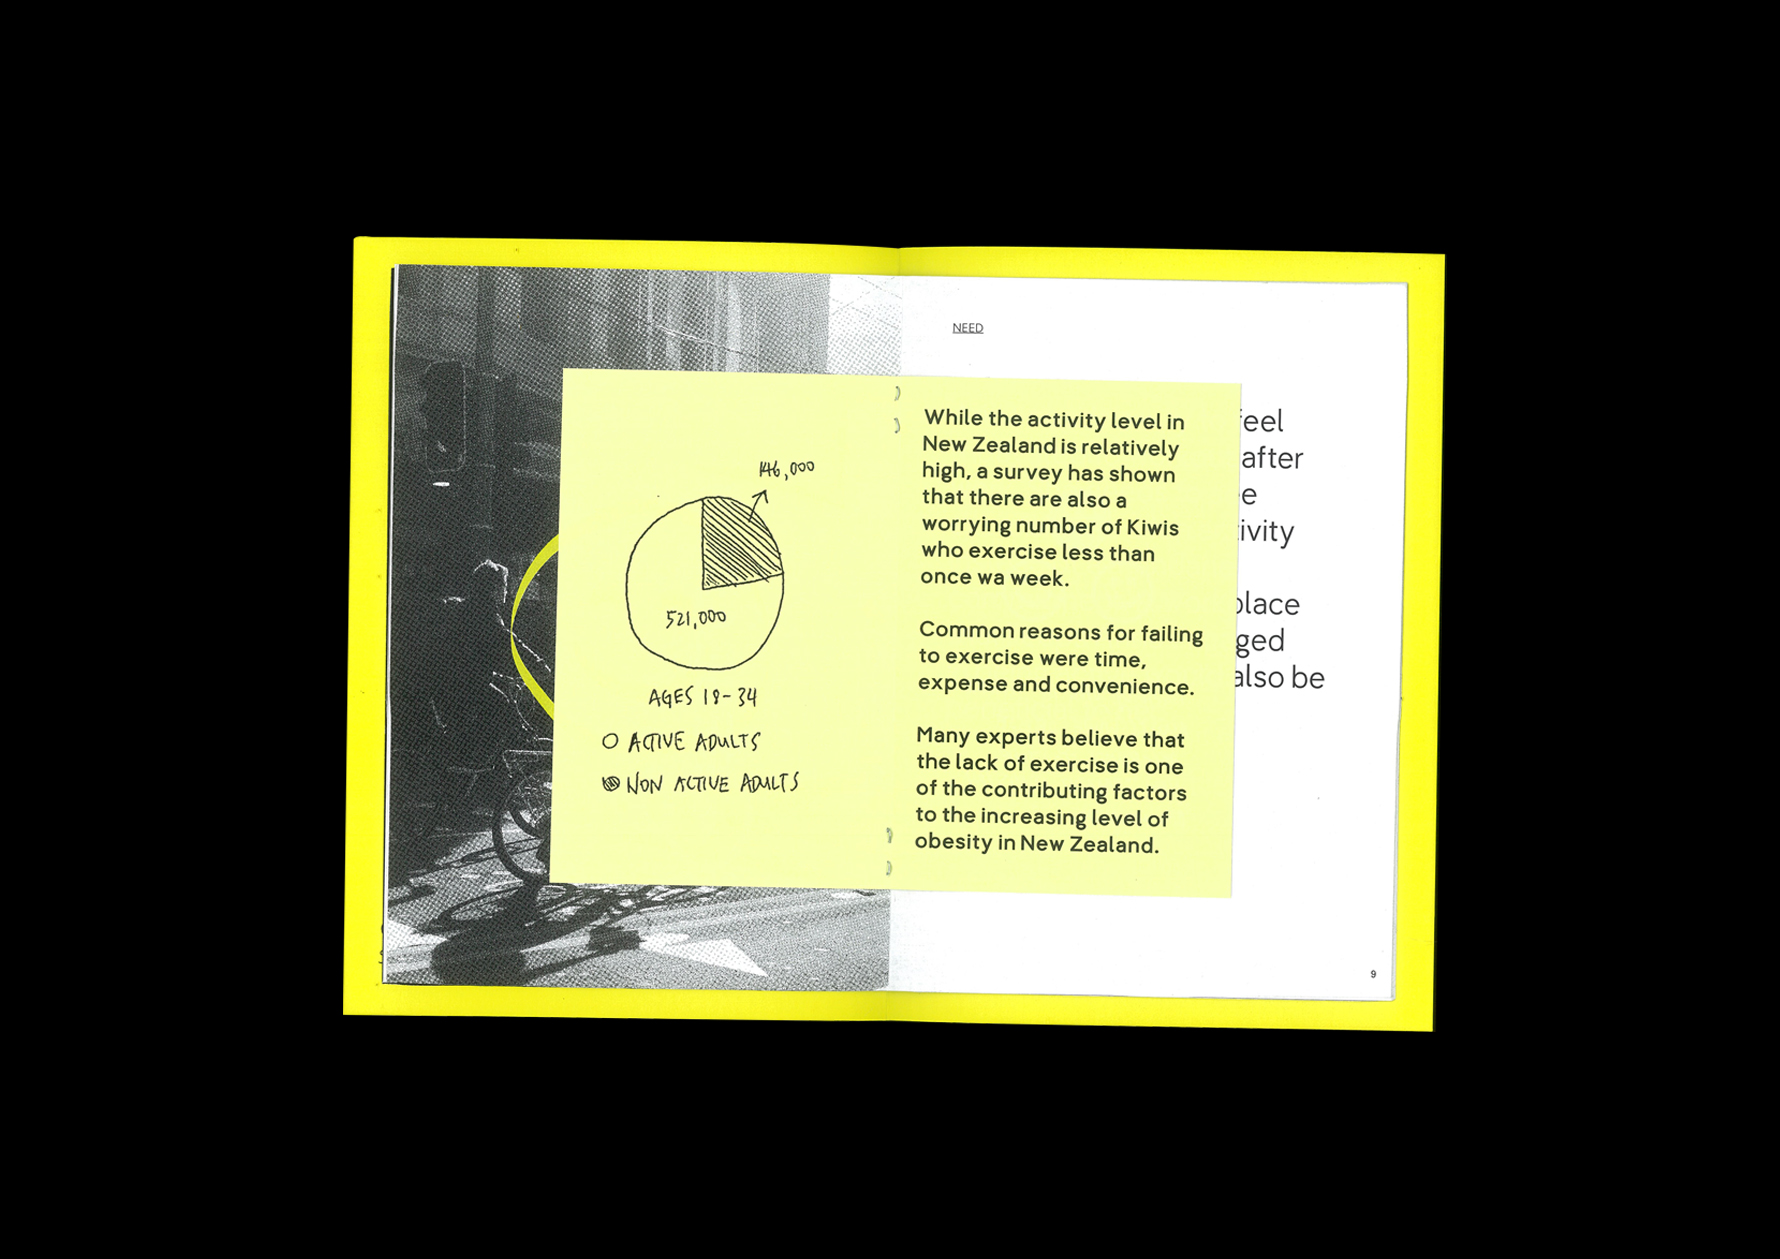 146,000
521,000
AGES 18-34
ACTIVE ADULTS
NON ACTIVE ADULTS
NEED
While the activity level in
New Zealand is relatively
high, a survey has shown
that there are also a
worrying number of Kiwis
who exercise less than
once wa week.
Common reasons for failing
to exercise were time,
expense and convenience.
Many experts believe that
the lack of exercise is one
of the contributing factors
to the increasing level of
obesity in New Zealand.
feel
after
place
also be
9